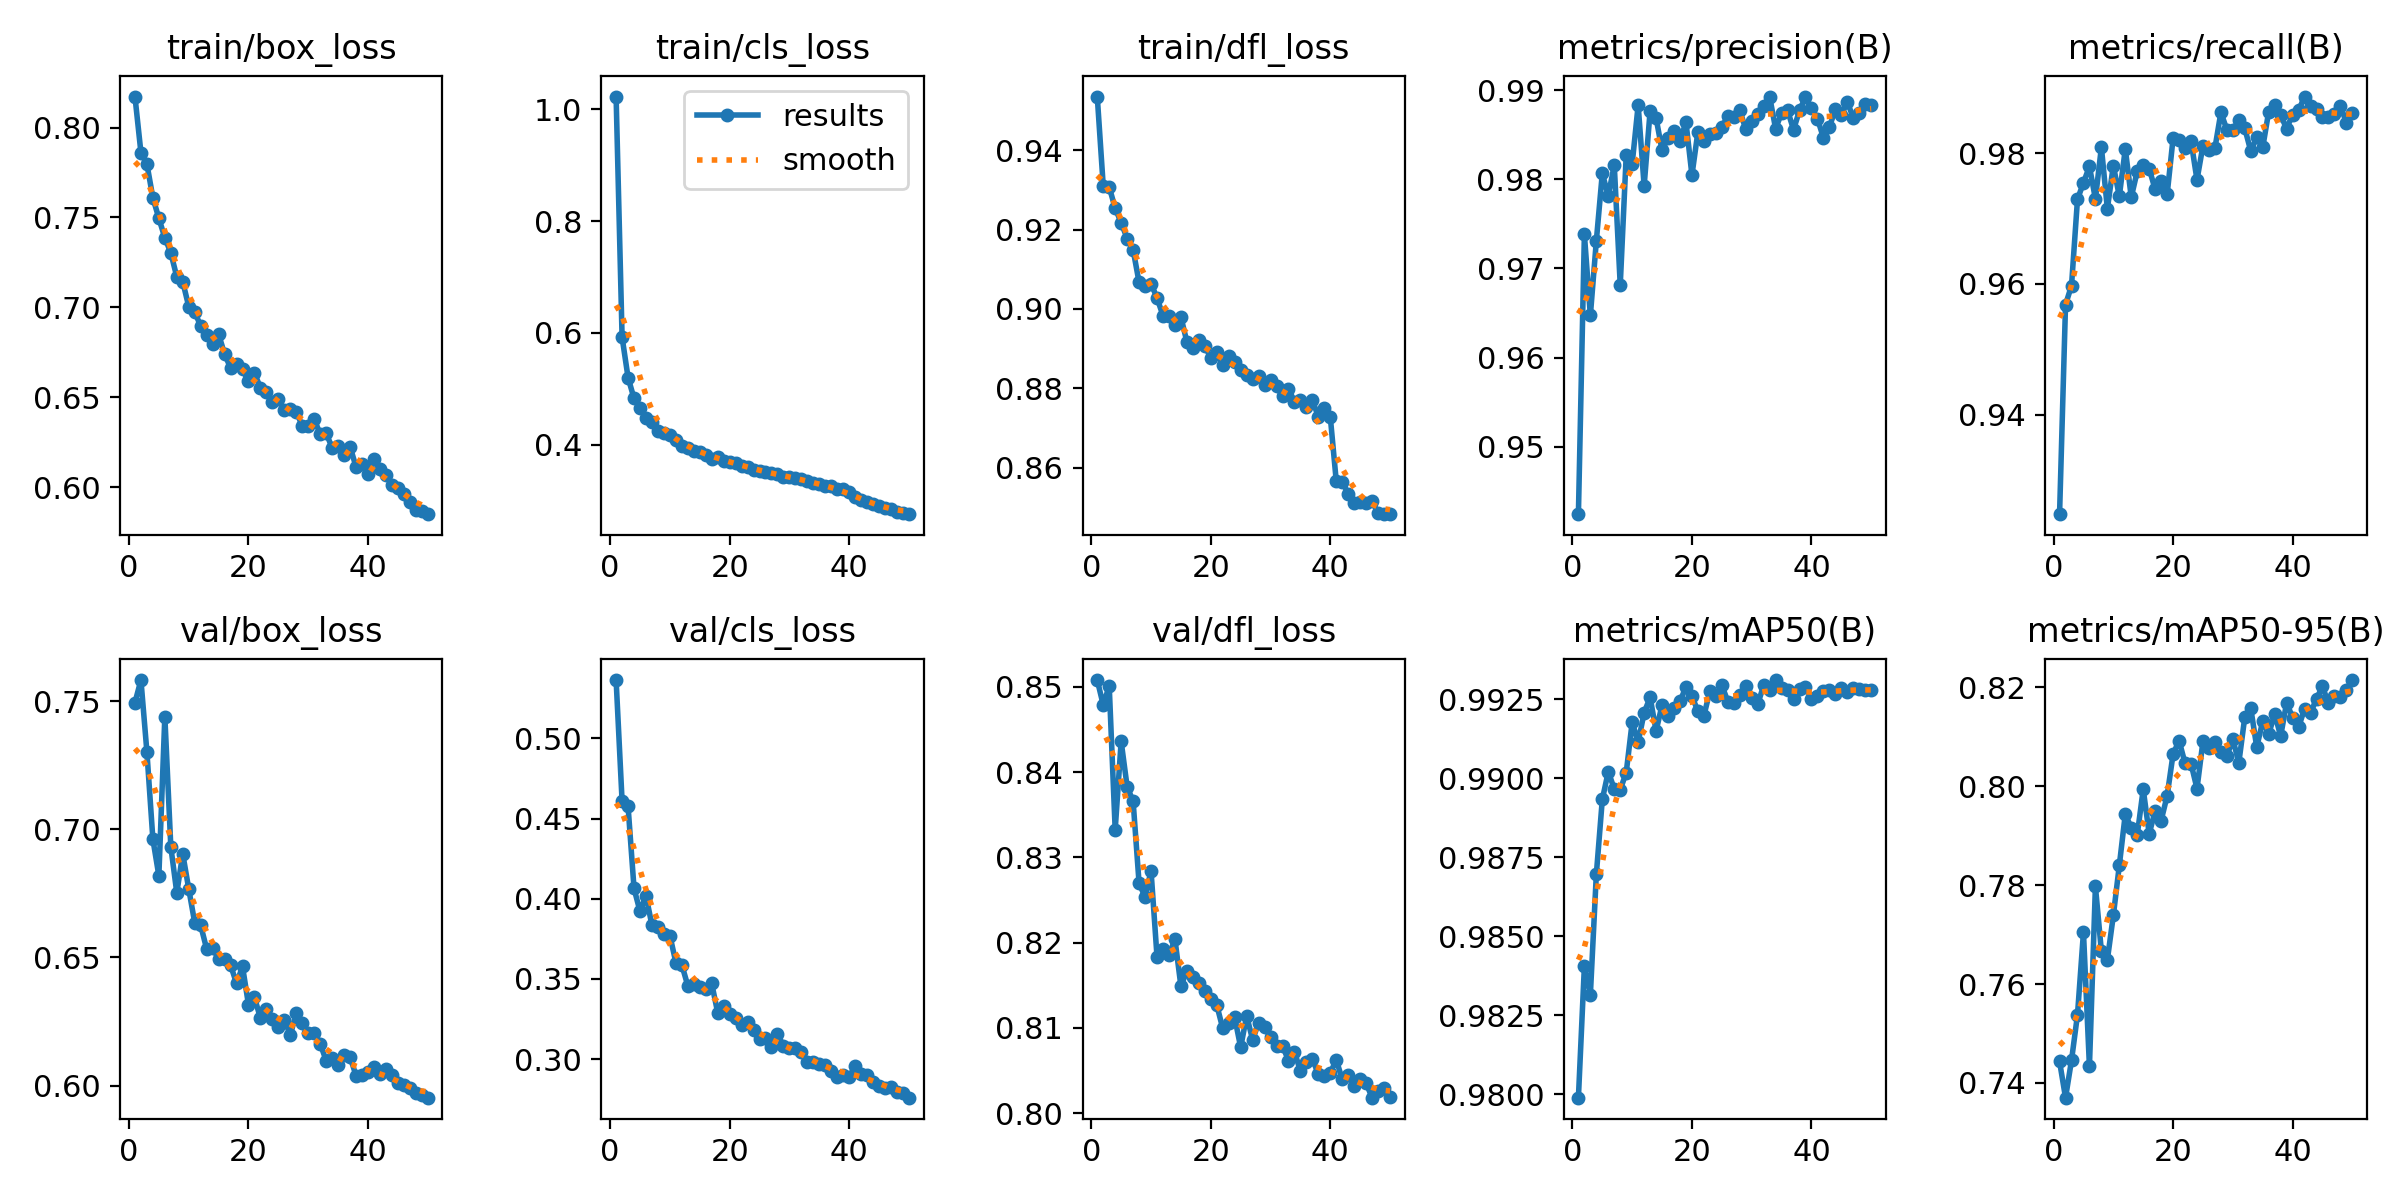 train/box_loss
0.80
0.75
0.70
0.65
0.60
0 20 40
train/cls_loss
results
smooth
1.0
0.8
0.6
0.4
0 20 40
train/dfl_loss
0.94
0.92
0.90
0.88
0.86
0 20 40
metrics/precision(B)
0.99
0.98
0.97
0.96
0.95
0 20 40
metrics/recall(B)
0.98
0.96
0.94
0 20 40
val/box_loss
0.75
0.70
0.65
0.60
0 20 40
val/cls_loss
0.50
0.45
0.40
0.35
0.30
0 20 40
val/dfl_loss
0.85
0.84
0.83
0.82
0.81
0.80
0 20 40
metrics/mAP50(B)
0.9925
0.9900
0.9875
0.9850
0.9825
0.9800
0 20 40
metrics/mAP50-95(B)
0.82
0.80
0.78
0.76
0.74
0 20 40